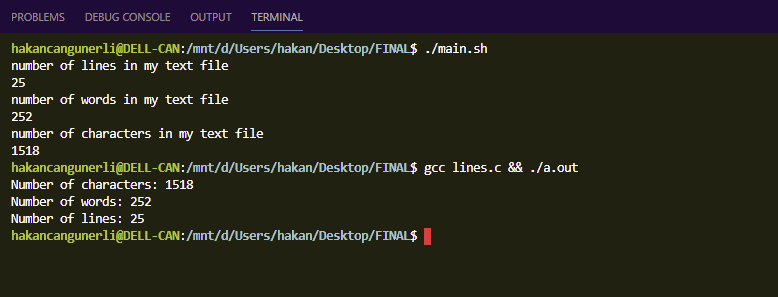 PROBLEMS DEBUG CONSOLE OUTPUT TERMINAL
hakancangunerli@DELL-CAN:/mnt/d/Users/hakan/Desktop/FINAL$ ./main.sh
number of lines in my text file
25
number of words in my text file
252
number of characters in my text file
1518
hakancangunerli@DELL-CAN:/mnt/d/Users/hakan/Desktop/FINAL$ gcc lines.c && ./a.out
Number of characters: 1518
Number of words: 252
Number of lines: 25
hakancangunerli@DELL-CAN:/mnt/d/Users/hakan/Desktop/FINAL$